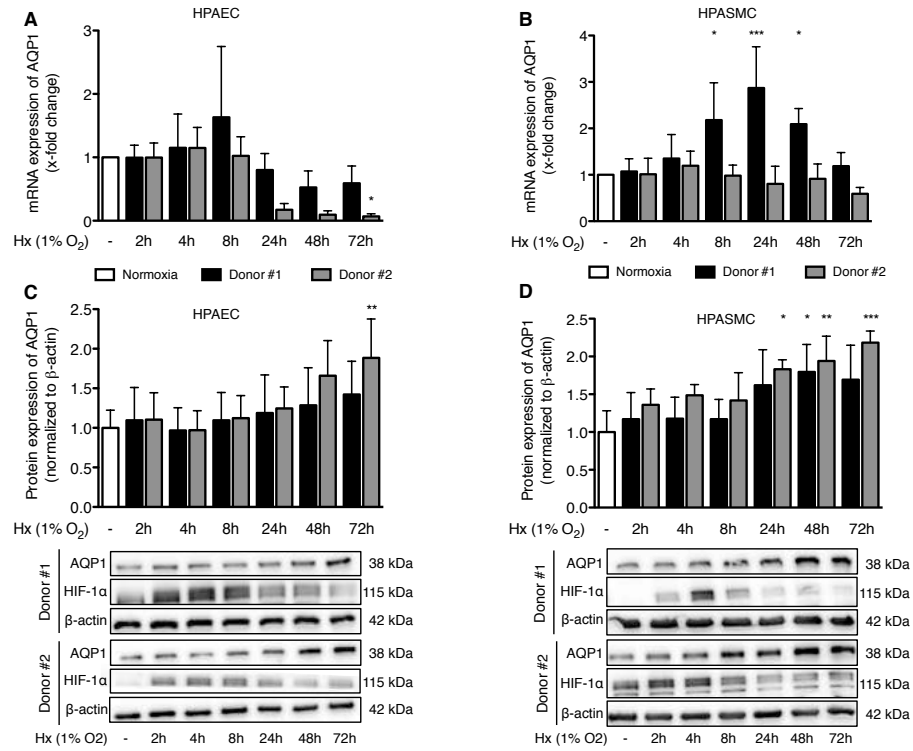 A
HPAEC
mRNA expression of AQP1
(x-fold change)
3
2
1
0
Hx (1% O2) - 2h 4h 8h 24h 48h 72h
*
B
HPASMC
mRNA expression of AQP1
(x-fold change)
4
3
2
1
0
* *** *
Hx (1% O2) - 2h 4h 8h 24h 48h 72h
Normoxia Donor #1 Donor #2
Normoxia Donor #1 Donor #2
C
HPAEC
Protein expression of AQP1
(normalized to β-actin)
2.5
2.0
1.5
1.0
0.5
0.0
**
Hx (1% O2) - 2h 4h 8h 24h 48h 72h
Donor #1
AQP1 38 kDa
HIF-1α 115 kDa
β-actin 42 kDa
Donor #2
AQP1 38 kDa
HIF-1α 115 kDa
β-actin 42 kDa
Hx (1% O2) - 2h 4h 8h 24h 48h 72h
D
HPASMC
Protein expression of AQP1
(normalized to β-actin)
2.5
2.0
1.5
1.0
0.5
0.0
* * ** ***
Hx (1% O2) - 2h 4h 8h 24h 48h 72h
Donor #1
AQP1 38 kDa
HIF-1α 115 kDa
β-actin 42 kDa
Donor #2
AQP1 38 kDa
HIF-1α 115 kDa
β-actin 42 kDa
Hx (1% O2) - 2h 4h 8h 24h 48h 72h